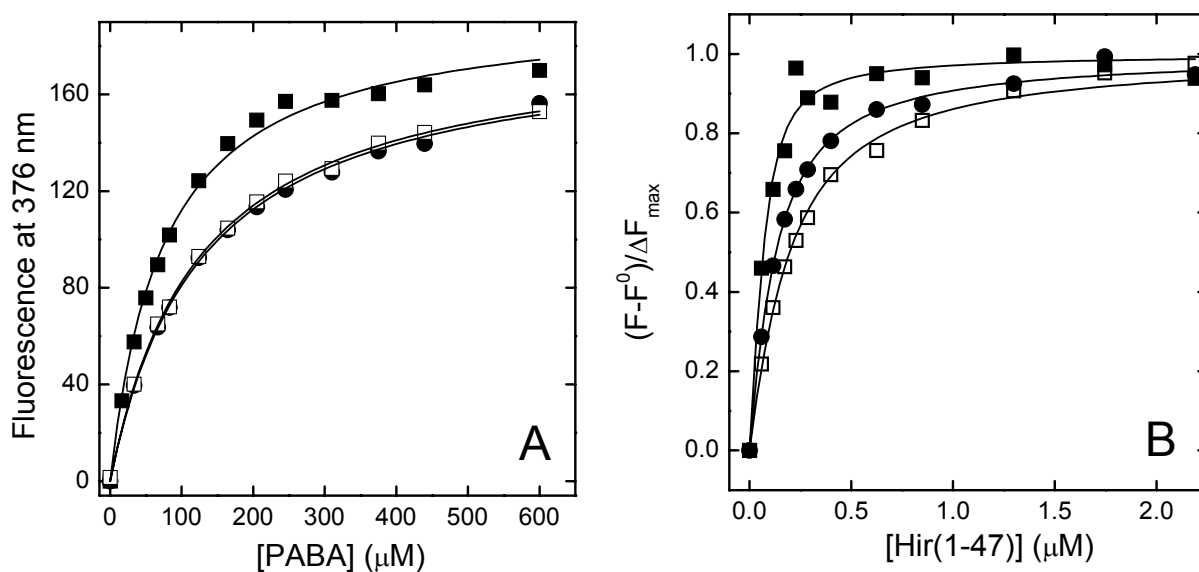 Fluorescence at 376 nm
160
120
80
40
0
0 100 200 300 400 500 600
[PABA] (μM)
A
(F-F⁰)/ΔFₘₐₓ
1.0
0.8
0.6
0.4
0.2
0.0
0.0 0.5 1.0 1.5 2.0
[Hir(1-47)] (μM)
B